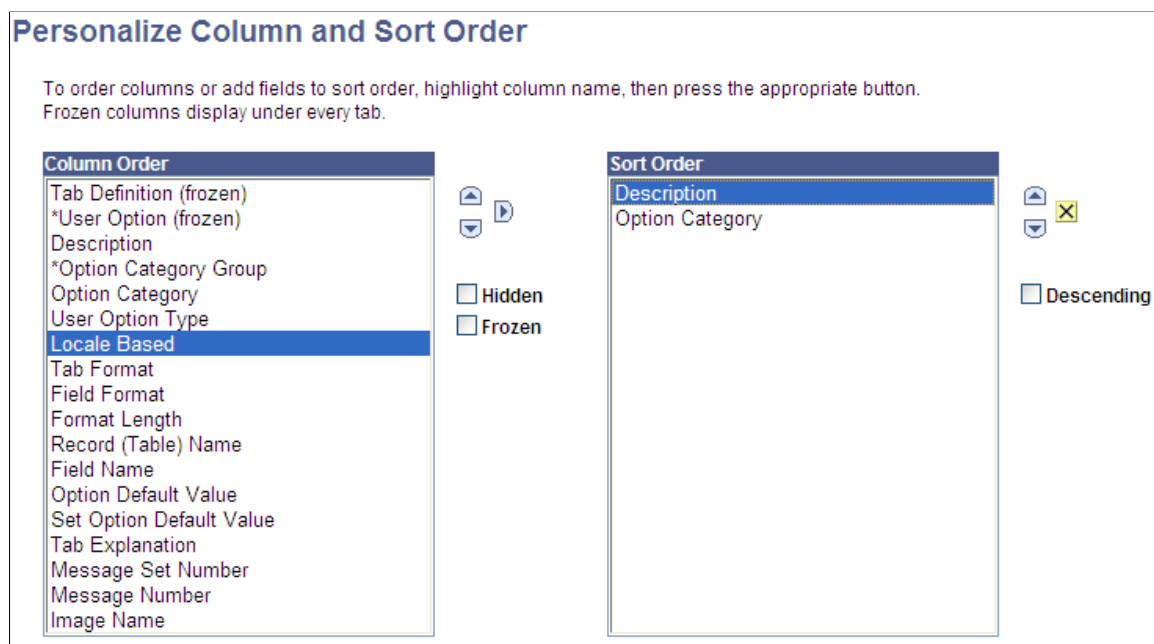 Personalize Column and Sort Order
To order columns or add fields to sort order, highlight column name, then press the appropriate button.
Frozen columns display under every tab.
Column Order
Tab Definition (frozen)
*User Option (frozen)
Description
*Option Category Group
Option Category
User Option Type
Locale Based
Tab Format
Field Format
Format Length
Record (Table) Name
Field Name
Option Default Value
Set Option Default Value
Tab Explanation
Message Set Number
Message Number
Image Name
Hidden
Frozen
Sort Order
Description
Option Category
Descending